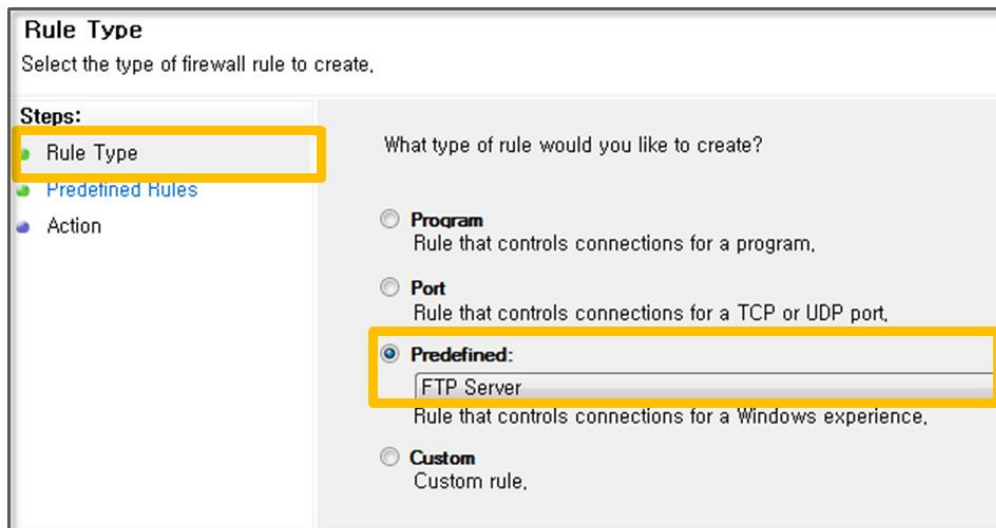 Rule Type
Select the type of firewall rule to create.
Steps:
Rule Type
Predefined Rules
Action
What type of rule would you like to create?
Program
Rule that controls connections for a program.
Port
Rule that controls connections for a TCP or UDP port.
Predefined:
FTP Server
Rule that controls connections for a Windows experience.
Custom
Custom rule.